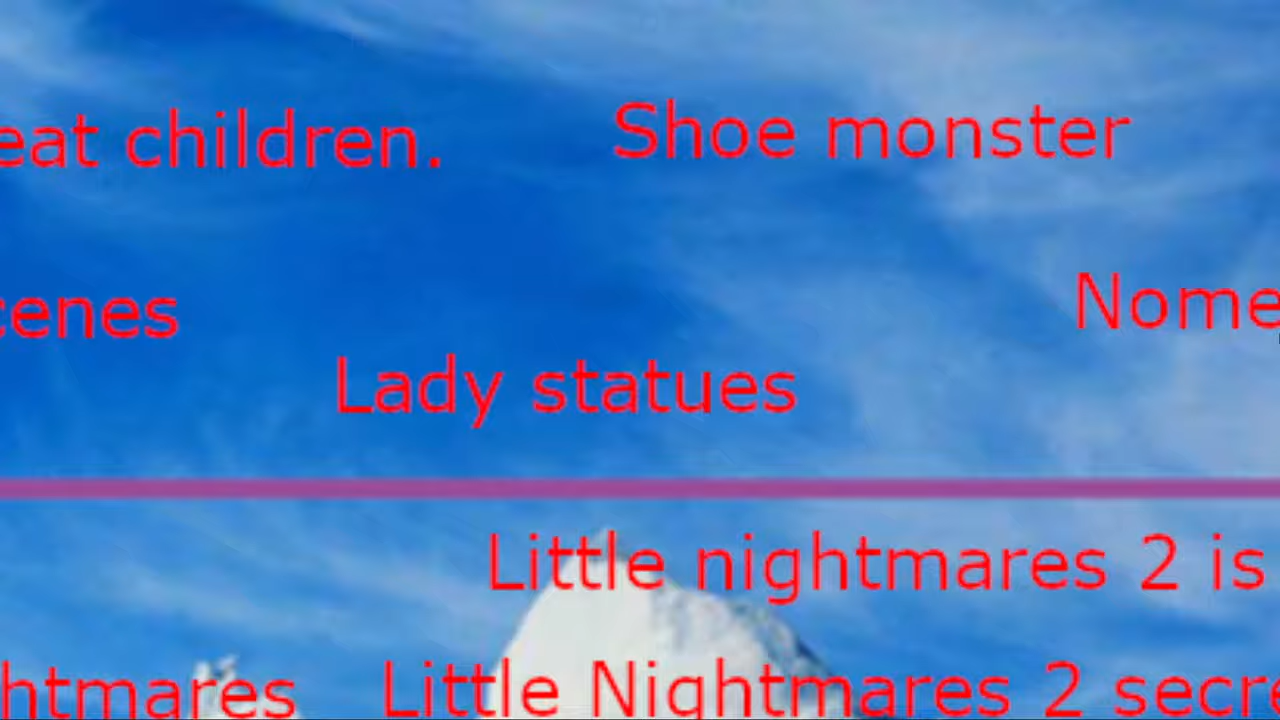 eat children.
Shoe monster
cenes
Nome
Lady statues
Little nightmares 2 is
htmares
Little Nightmares 2 secre